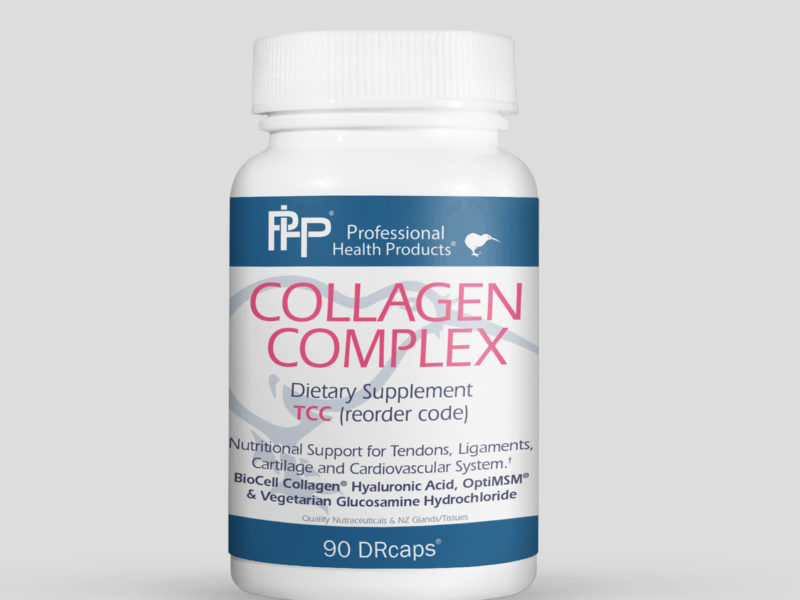 PHP®
Professional
Health Products®
COLLAGEN
COMPLEX
Dietary Supplement
TCC (reorder code)
Nutritional Support for Tendons, Ligaments,
Cartilage and Cardiovascular System.†
BioCell Collagen® Hyaluronic Acid, OptiMSM®
& Vegetarian Glucosamine Hydrochloride
Quality Nutraceuticals & NZ Glands/Tissues
90 DRcaps®